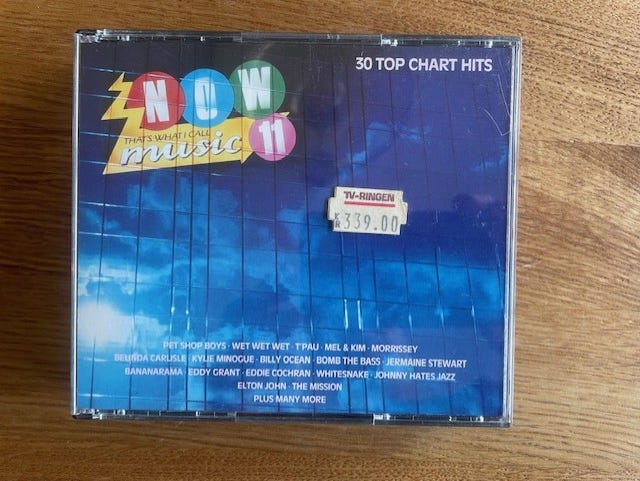 30 TOP CHART HITS
NOW
THAT'S WHAT I CALL
music 11
TV-RINGEN
KR 339.00
PET SHOP BOYS · WET WET WET · T'PAU · MEL & KIM · MORRISSEY
BELINDA CARLISLE · KYLIE MINOGUE · BILLY OCEAN · BOMB THE BASS · JERMAINE STEWART
BANANARAMA · EDDY GRANT · EDDIE COCHRAN · WHITESNAKE · JOHNNY HATES JAZZ
ELTON JOHN · THE MISSION
PLUS MANY MORE